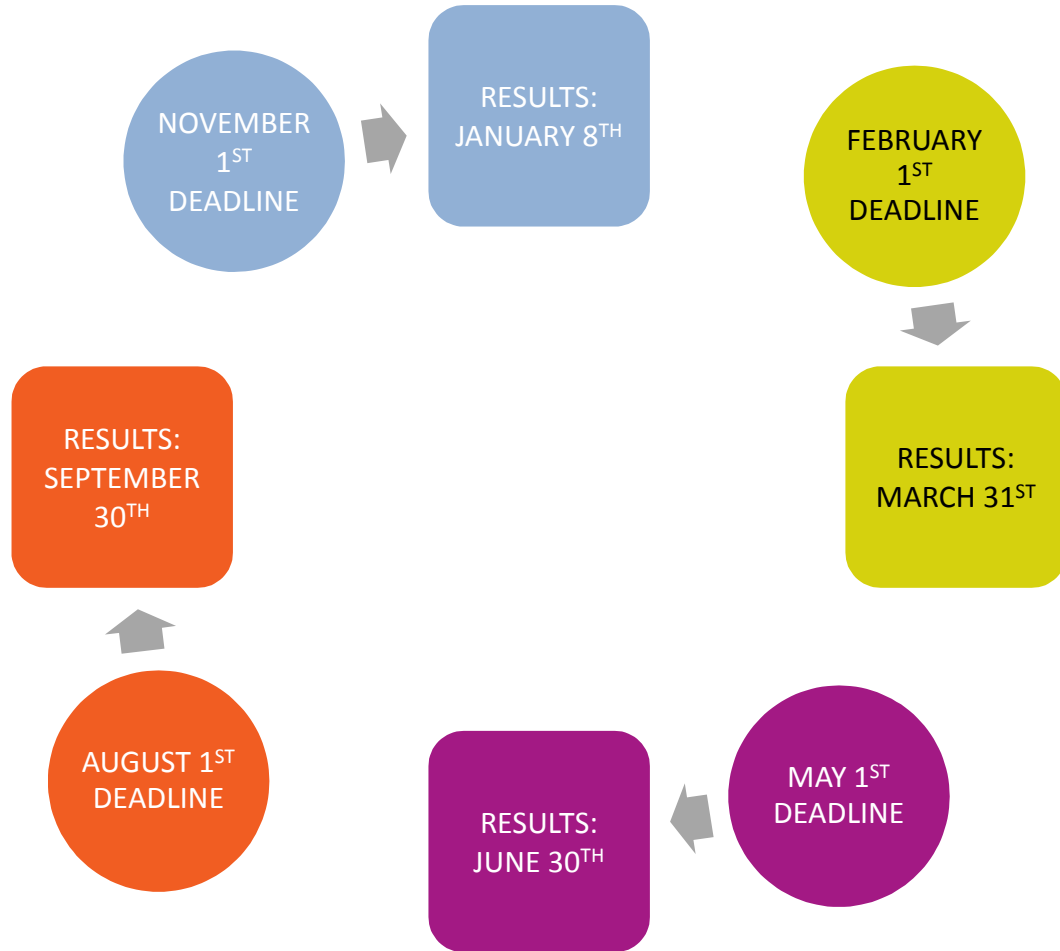 NOVEMBER
1ST
DEADLINE
RESULTS:
JANUARY 8TH
FEBRUARY
1ST
DEADLINE
RESULTS:
MARCH 31ST
MAY 1ST
DEADLINE
RESULTS:
JUNE 30TH
AUGUST 1ST
DEADLINE
RESULTS:
SEPTEMBER
30TH